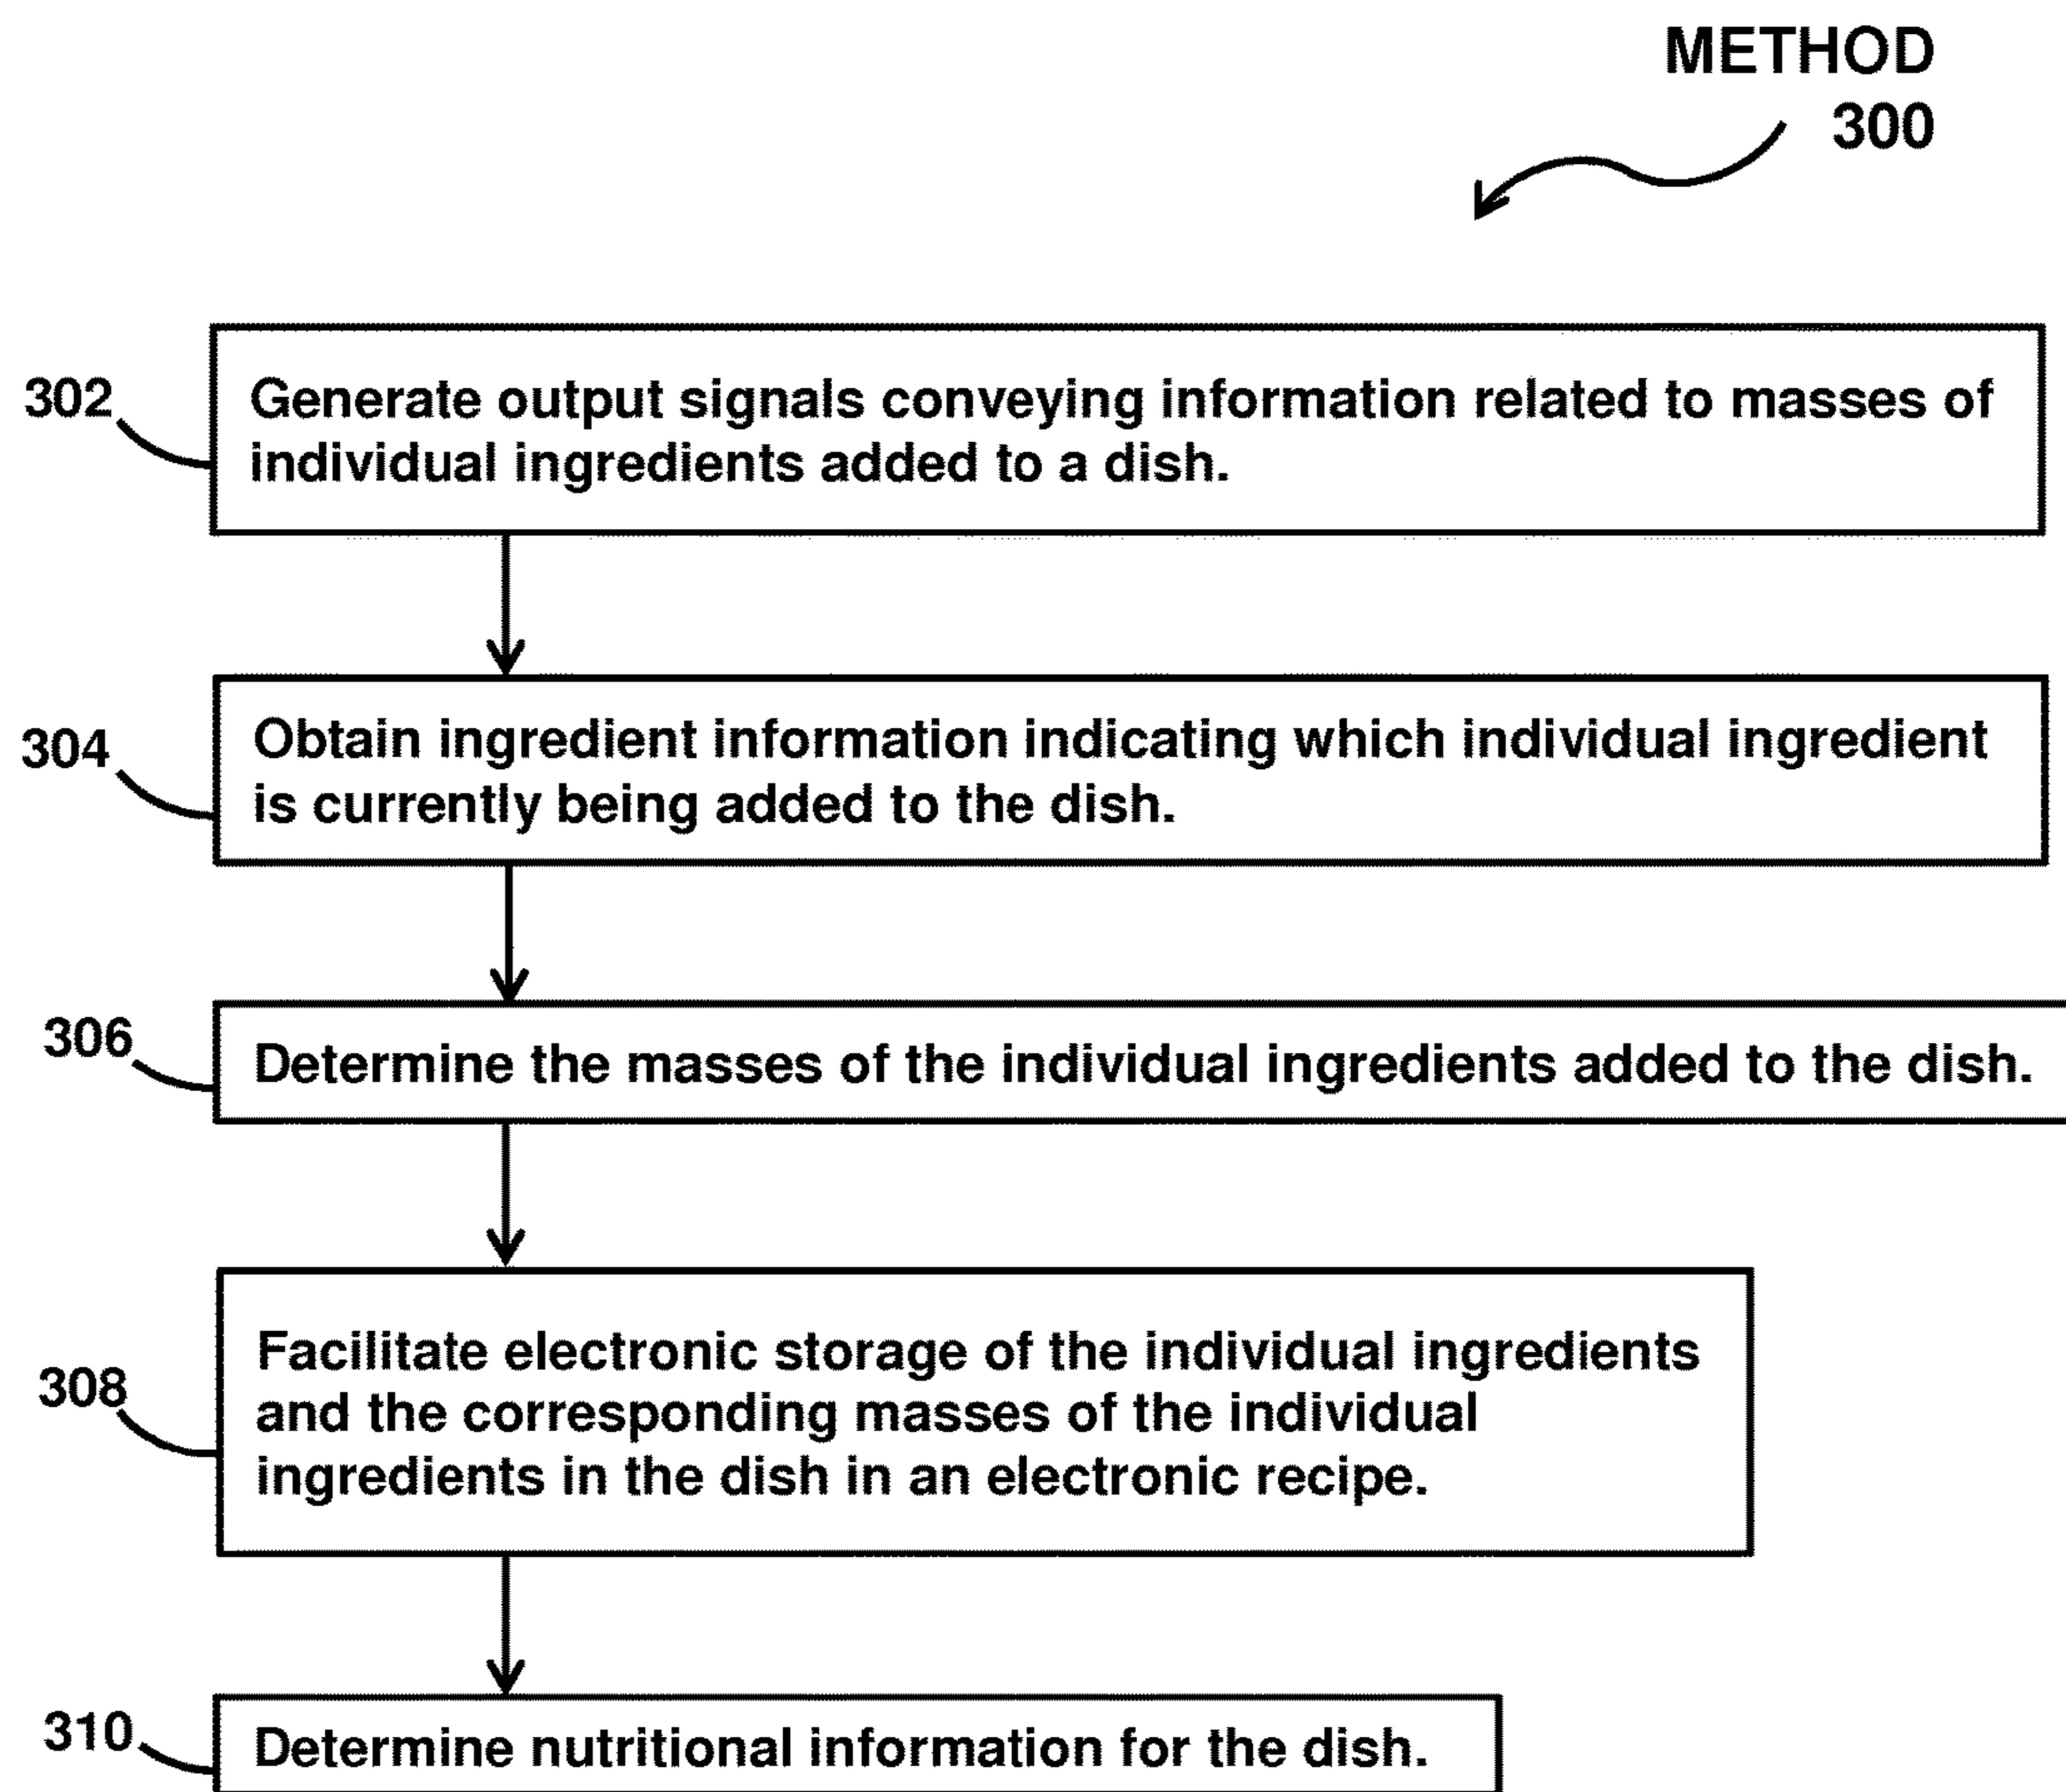 METHOD
300
302
Generate output signals conveying information related to masses of
individual ingredients added to a dish.
304
Obtain ingredient information indicating which individual ingredient
is currently being added to the dish.
306
Determine the masses of the individual ingredients added to the dish.
308
Facilitate electronic storage of the individual ingredients
and the corresponding masses of the individual
ingredients in the dish in an electronic recipe.
310
Determine nutritional information for the dish.